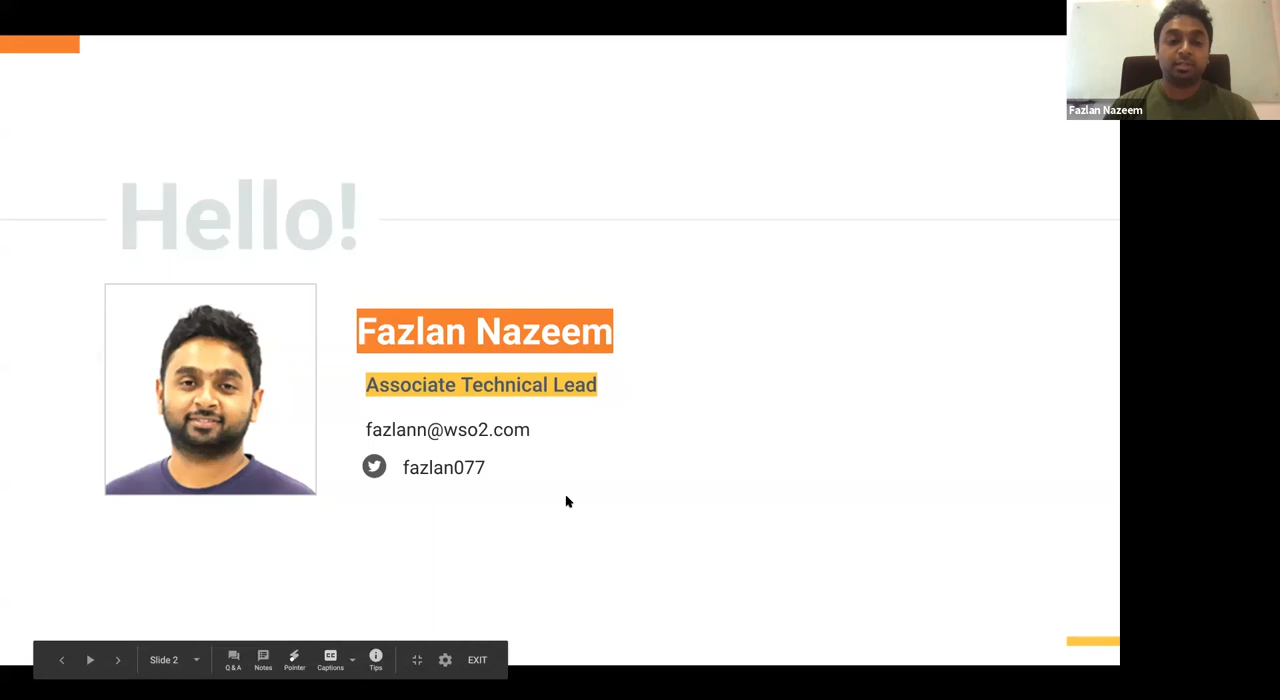 Fazlan Nazeem
Hello!
Fazlan Nazeem
Associate Technical Lead
fazlann@wso2.com
fazlan077
Slide 2
Q & A
Notes
Pointer
Captions
Tips
EXIT